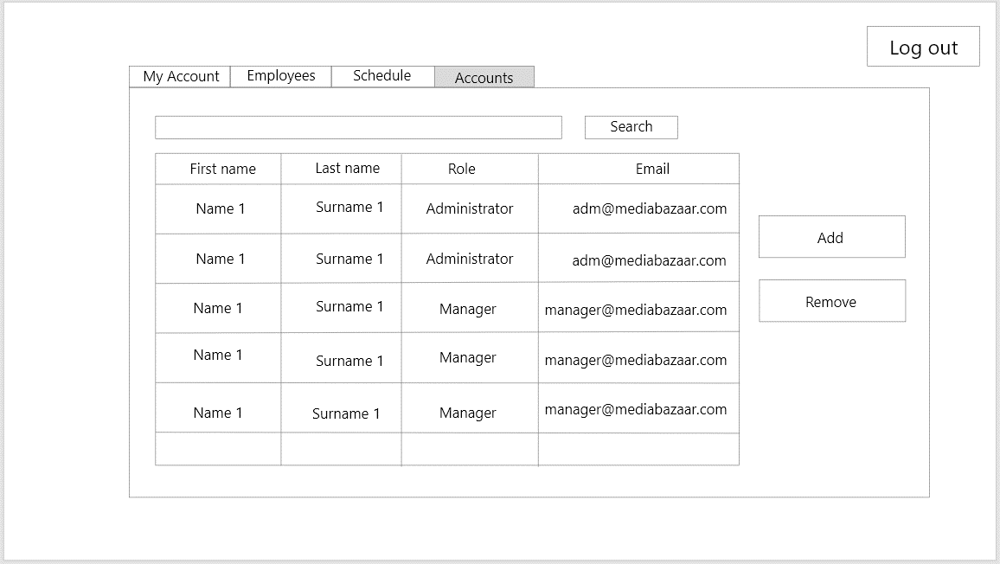 Log out
My Account Employees Schedule Accounts
Search
First name Last name Role Email
Name 1 Surname 1 Administrator adm@mediabazaar.com
Add
Name 1 Surname 1 Administrator adm@mediabazaar.com
Remove
Name 1 Surname 1 Manager manager@mediabazaar.com
Name 1 Surname 1 Manager manager@mediabazaar.com
Name 1 Surname 1 Manager manager@mediabazaar.com